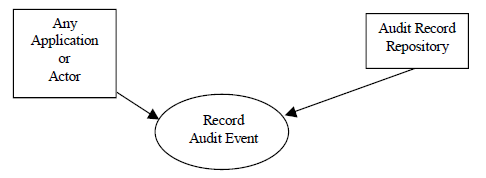 Any
Application
or
Actor
Audit Record
Repository
Record
Audit Event